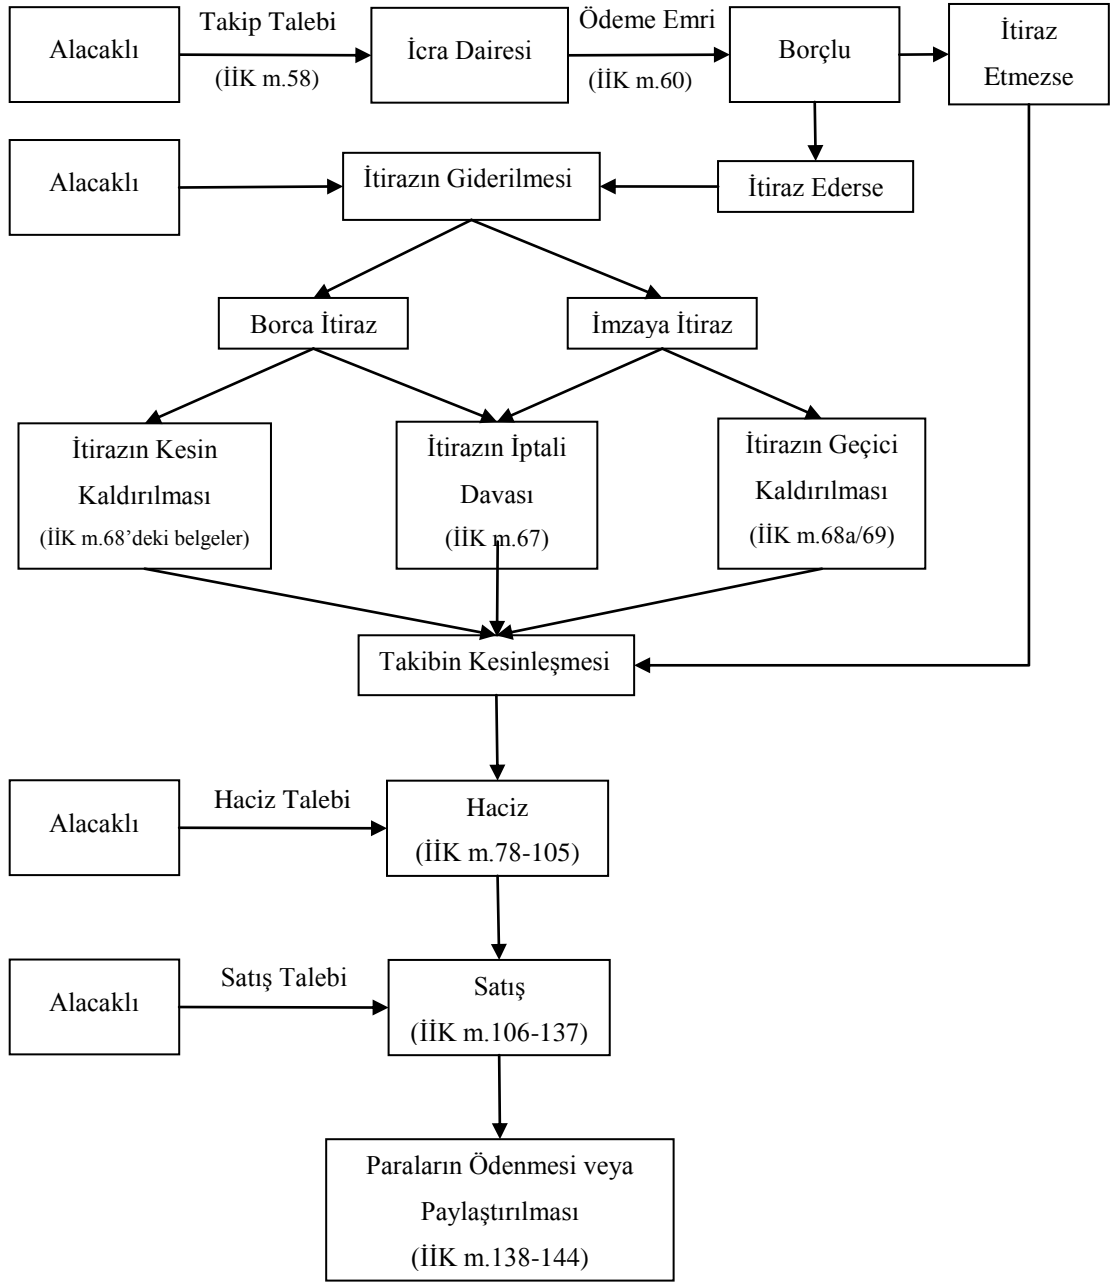 Alacaklı
Takip Talebi
(İİK m.58)
İcra Dairesi
Ödeme Emri
(İİK m.60)
Borçlu
İtiraz
Etmezse
Alacaklı
İtirazın Giderilmesi
İtiraz Ederse
Borca İtiraz
İmzaya İtiraz
İtirazın Kesin
Kaldırılması
(İİK m.68’deki belgeler)
İtirazın İptali
Davası
(İİK m.67)
İtirazın Geçici
Kaldırılması
(İİK m.68a/69)
Takibin Kesinleşmesi
Alacaklı
Haciz Talebi
Haciz
(İİK m.78-105)
Alacaklı
Satış Talebi
Satış
(İİK m.106-137)
Paraların Ödenmesi veya
Paylaştırılması
(İİK m.138-144)